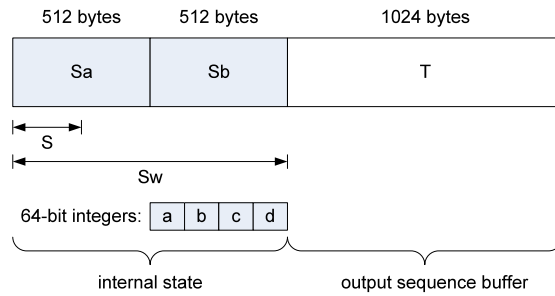 512 bytes 512 bytes 1024 bytes
Sa Sb T
S
Sw
64-bit integers: a b c d
internal state output sequence buffer